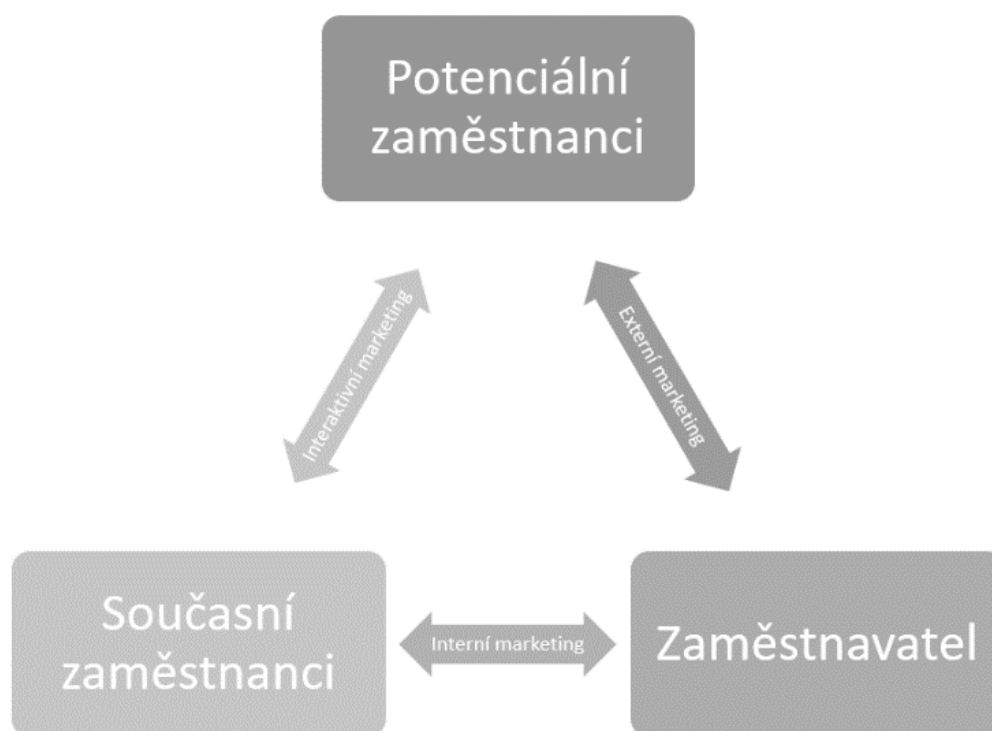 Potenciální
zaměstnanci
Interaktivní marketing
Externí marketing
Současní
zaměstnanci
Interní marketing
Zaměstnavatel